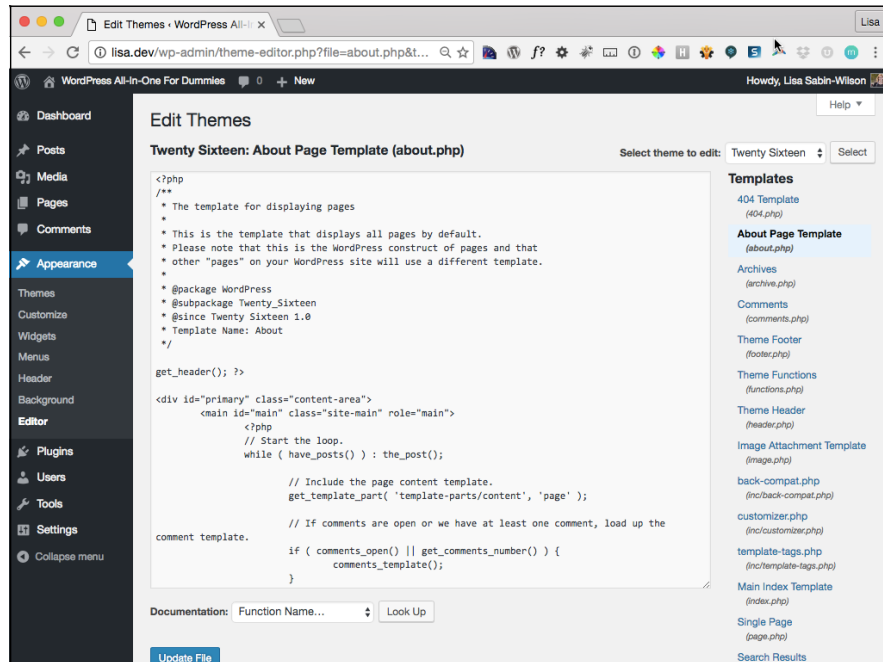 Edit Themes ‹ WordPress All-In
Lisa
lisa.dev/wp-admin/theme-editor.php?file=about.php&t...
f?
WordPress All-In-One For Dummies 0 + New
Howdy, Lisa Sabin-Wilson
Help
Dashboard
Posts
Media
Pages
Comments
Appearance
Themes
Customize
Widgets
Menus
Header
Background
Editor
Plugins
Users
Tools
Settings
Collapse menu
Edit Themes
Twenty Sixteen: About Page Template (about.php)
Select theme to edit: Twenty Sixteen Select
<?php
/**
 * The template for displaying pages
 *
 * This is the template that displays all pages by default.
 * Please note that this is the WordPress construct of pages and that
 * other "pages" on your WordPress site will use a different template.
 *
 * @package WordPress
 * @subpackage Twenty_Sixteen
 * @since Twenty Sixteen 1.0
 * Template Name: About
 */
get_header(); ?>
<div id="primary" class="content-area">
<main id="main" class="site-main" role="main">
<?php
// Start the loop.
while ( have_posts() ) : the_post();
// Include the page content template.
get_template_part( 'template-parts/content', 'page' );
// If comments are open or we have at least one comment, load up the
comment template.
if ( comments_open() || get_comments_number() ) {
comments_template();
}
Documentation: Function Name... Look Up
Update File
Templates
404 Template
(404.php)
About Page Template
(about.php)
Archives
(archive.php)
Comments
(comments.php)
Theme Footer
(footer.php)
Theme Functions
(functions.php)
Theme Header
(header.php)
Image Attachment Template
(image.php)
back-compat.php
(inc/back-compat.php)
customizer.php
(inc/customizer.php)
template-tags.php
(inc/template-tags.php)
Main Index Template
(index.php)
Single Page
(page.php)
Search Results